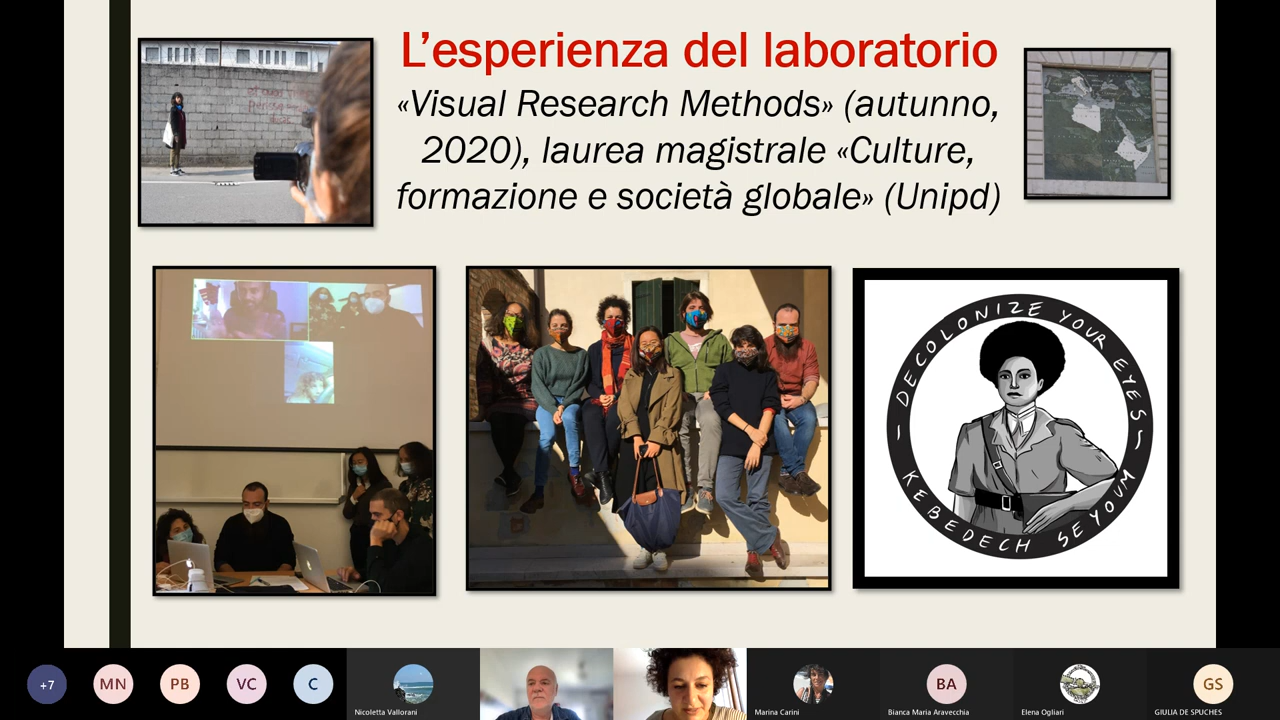 L’esperienza del laboratorio
«Visual Research Methods» (autunno,
2020), laurea magistrale «Culture,
formazione e società globale» (Unipd)
DECOLONIZE YOUR EYES
KEBEDECH SEYOUM
+7
MN
PB
VC
C
Nicoletta Vallorani
Marina Carini
BA
Bianca Maria Aravecchia
Elena Ogliari
GS
GIULIA DE SPUCHES